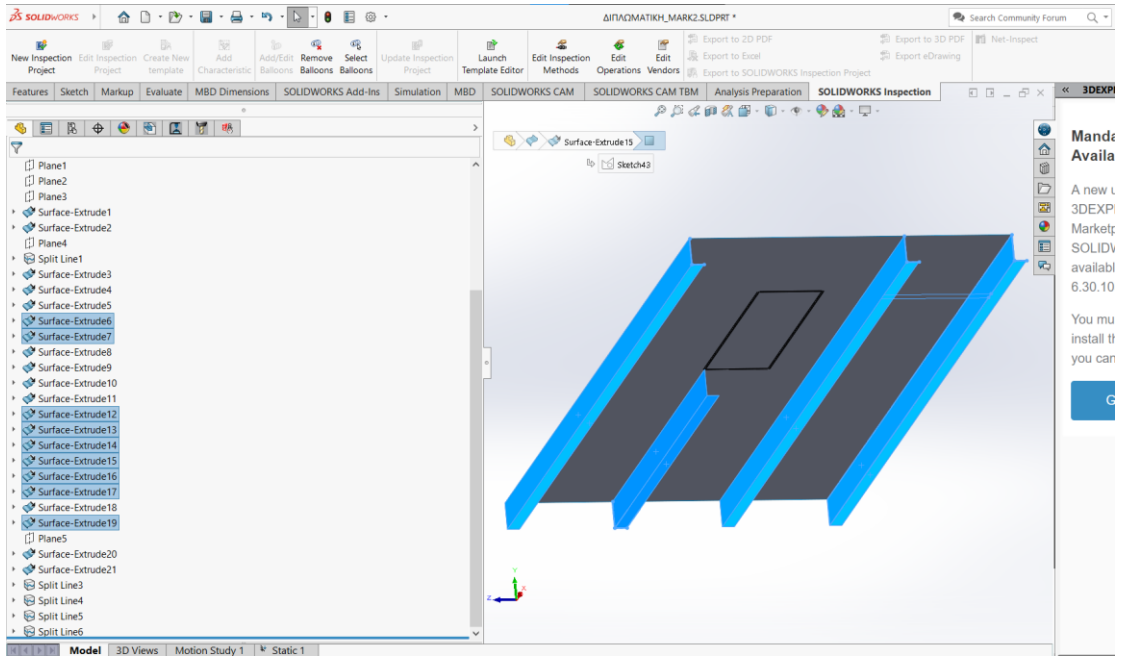 SOLIDWORKS
ΔΙΠΛΩΜΑΤΙΚΗ_MARK2.SLDPRT *
Search Community Forum
New Inspection Project
Edit Inspection Project
Create New template
Add Characteristic
Add/Edit Balloons
Remove Balloons
Select Balloons
Update Inspection Project
Launch Template Editor
Edit Inspection Methods
Edit Operations
Edit Vendors
Export to 2D PDF
Export to Excel
Export to SOLIDWORKS Inspection Project
Export to 3D PDF
Export eDrawing
Net-Inspect
Features Sketch Markup Evaluate MBD Dimensions SOLIDWORKS Add-Ins Simulation MBD SOLIDWORKS CAM SOLIDWORKS CAM TBM Analysis Preparation SOLIDWORKS Inspection
3DEXPI
Plane1
Plane2
Plane3
Surface-Extrude1
Surface-Extrude2
Plane4
Split Line1
Surface-Extrude3
Surface-Extrude4
Surface-Extrude5
Surface-Extrude6
Surface-Extrude7
Surface-Extrude8
Surface-Extrude9
Surface-Extrude10
Surface-Extrude11
Surface-Extrude12
Surface-Extrude13
Surface-Extrude14
Surface-Extrude15
Surface-Extrude16
Surface-Extrude17
Surface-Extrude18
Surface-Extrude19
Plane5
Surface-Extrude20
Surface-Extrude21
Split Line3
Split Line4
Split Line5
Split Line6
Surface-Extrude15
Sketch43
Y
X
Z
Manda
Availa
A new u
3DEXPI
Marketp
SOLIDW
availabl
6.30.10
You mu
install th
you can
G
Model 3D Views Motion Study 1 Static 1